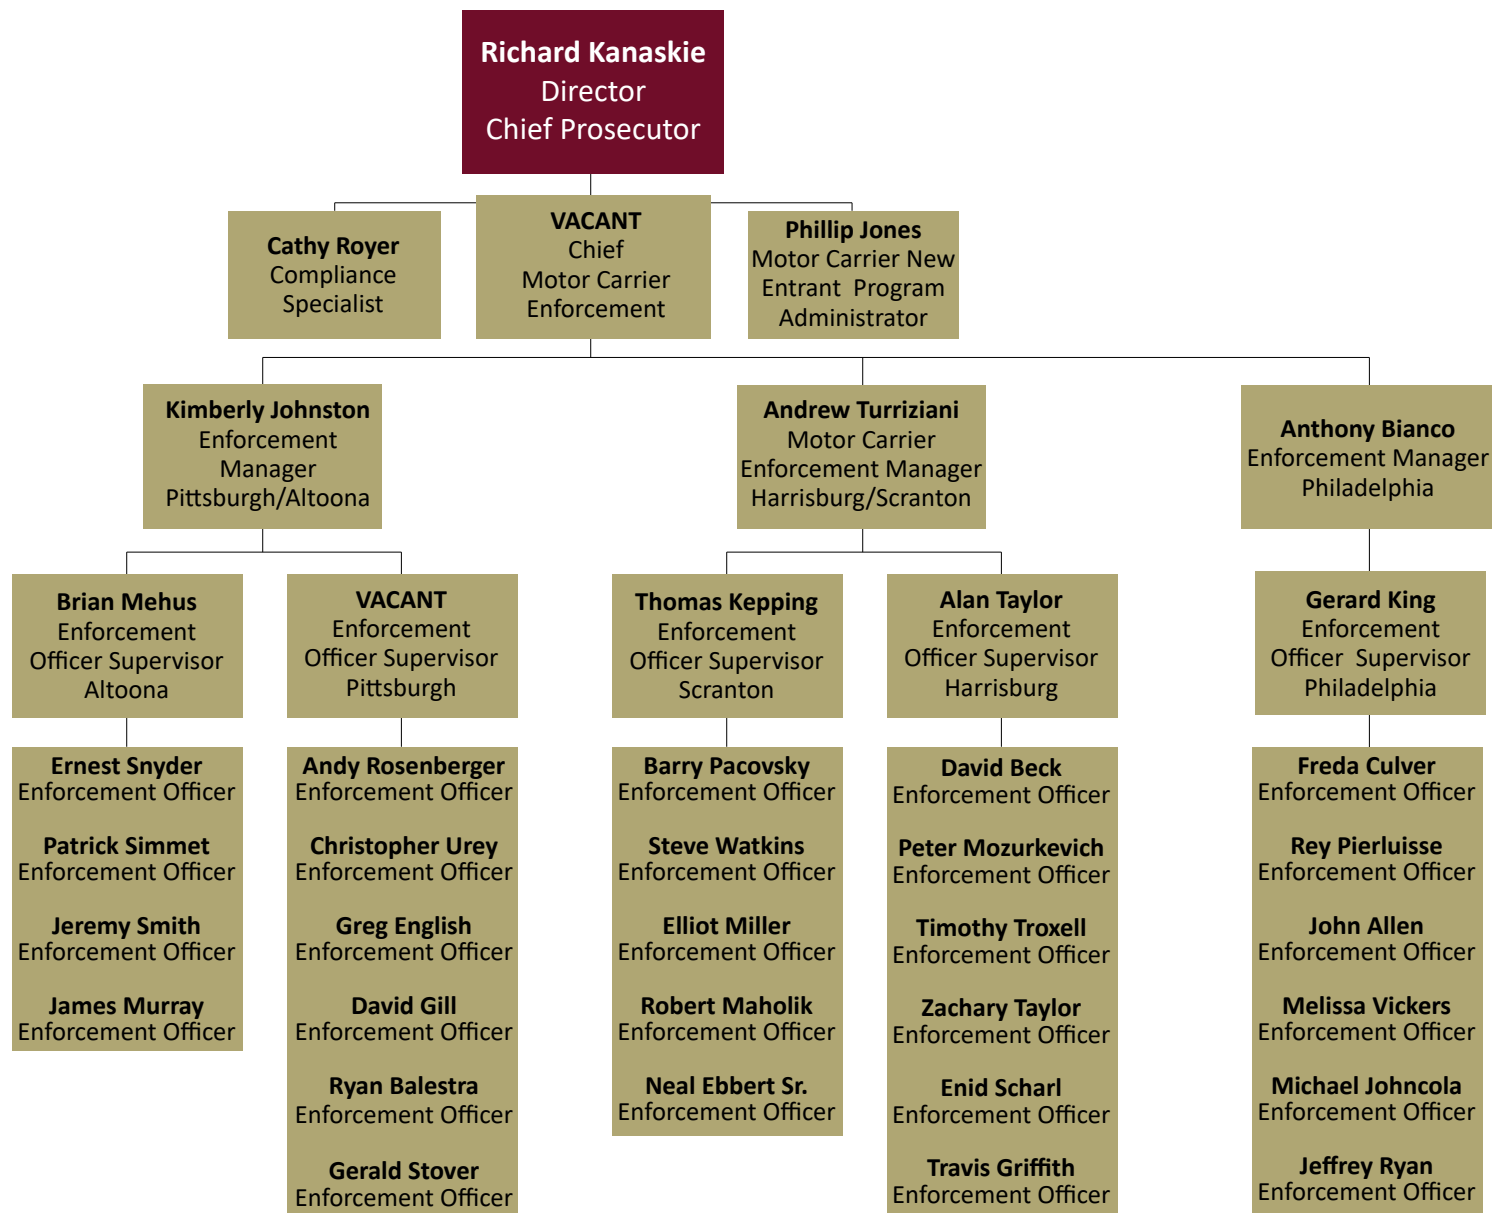 Richard Kanaskie
Director
Chief Prosecutor
Cathy Royer
Compliance
Specialist
VACANT
Chief
Motor Carrier
Enforcement
Phillip Jones
Motor Carrier New
Entrant Program
Administrator
Kimberly Johnston
Enforcement
Manager
Pittsburgh/Altoona
Andrew Turriziani
Motor Carrier
Enforcement Manager
Harrisburg/Scranton
Anthony Bianco
Enforcement Manager
Philadelphia
Brian Mehus
Enforcement
Officer Supervisor
Altoona
VACANT
Enforcement
Officer Supervisor
Pittsburgh
Thomas Kepping
Enforcement
Officer Supervisor
Scranton
Alan Taylor
Enforcement
Officer Supervisor
Harrisburg
Gerard King
Enforcement
Officer Supervisor
Philadelphia
Ernest Snyder
Enforcement Officer
Patrick Simmet
Enforcement Officer
Jeremy Smith
Enforcement Officer
James Murray
Enforcement Officer
Andy Rosenberger
Enforcement Officer
Christopher Urey
Enforcement Officer
Greg English
Enforcement Officer
David Gill
Enforcement Officer
Ryan Balestra
Enforcement Officer
Gerald Stover
Enforcement Officer
Barry Pacovsky
Enforcement Officer
Steve Watkins
Enforcement Officer
Elliot Miller
Enforcement Officer
Robert Maholik
Enforcement Officer
Neal Ebbert Sr.
Enforcement Officer
David Beck
Enforcement Officer
Peter Mozurkevich
Enforcement Officer
Timothy Troxell
Enforcement Officer
Zachary Taylor
Enforcement Officer
Enid Scharl
Enforcement Officer
Travis Griffith
Enforcement Officer
Freda Culver
Enforcement Officer
Rey Pierluisse
Enforcement Officer
John Allen
Enforcement Officer
Melissa Vickers
Enforcement Officer
Michael Johncola
Enforcement Officer
Jeffrey Ryan
Enforcement Officer